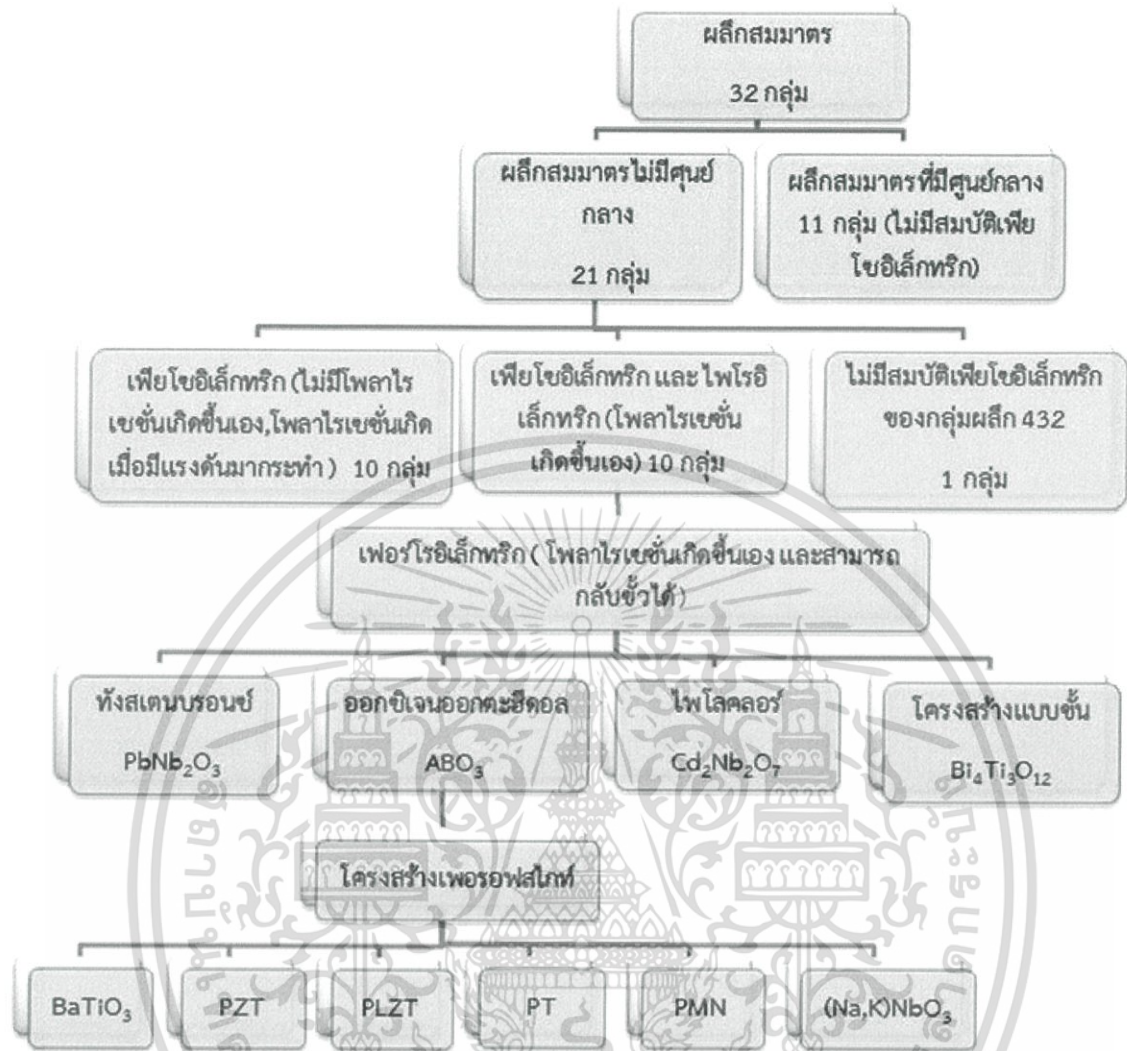 ผลึกสมมาตร
32 กลุ่ม
ผลึกสมมาตรไม่มีศูนย์
กลาง
21 กลุ่ม
ผลึกสมมาตรที่มีศูนย์กลาง
11 กลุ่ม (ไม่มีสมบัติเพีย
โซอิเล็กทริก)
เพียโซอิเล็กทริก (ไม่มีโพลาไร
เซชั่นเกิดขึ้นเอง,โพลาไรเซชั่นเกิด
เมื่อมีแรงดันมากระทำ ) 10 กลุ่ม
เพียโซอิเล็กทริก และ ไพโรอิ
เล็กทริก (โพลาไรเซชั่น
เกิดขึ้นเอง) 10 กลุ่ม
ไม่มีสมบัติเพียโซอิเล็กทริก
ของกลุ่มผลึก 432
1 กลุ่ม
เฟอร์โรอิเล็กทริก ( โพลาไรเซชั่นเกิดขึ้นเอง และสามารถ
กลับขั้วได้ )
ทังสเตนบรอนซ์
PbNb₂O₃
ออกซิเจนออกตะฮีดอล
ABO₃
ไพโลคลอร์
Cd₂Nb₂O₇
โครงสร้างแบบชั้น
Bi₄Ti₃O₁₂
โครงสร้างเพอรอฟสไกท์
BaTiO₃
PZT
PLZT
PT
PMN
(Na,K)NbO₃